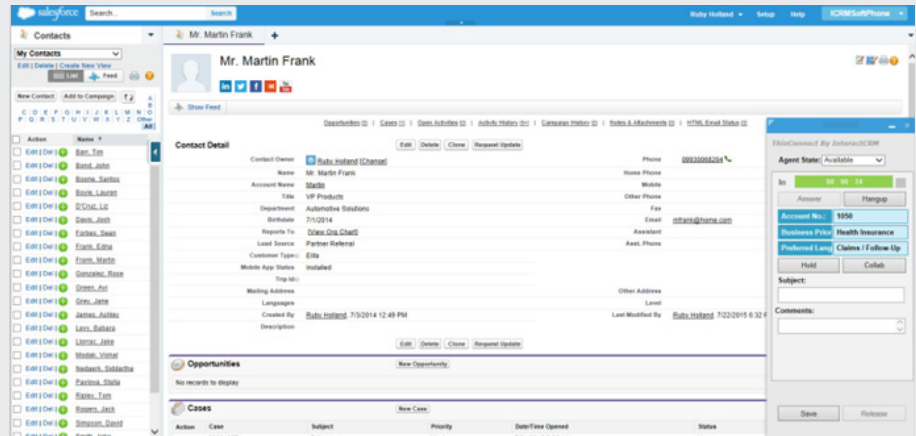 salesforce Search... Search Ruby Holland Setup Help ICRMSoftPhone
Contacts
Mr. Martin Frank +
My Contacts
Edit | Delete | Create New View
List Feed
New Contact Add to Campaign
A
B
C D E F G H I J K L M N O
P Q R S T U V W X Y Z Other
All
Action Name
Edit | Del | Barr, Tim
Edit | Del | Bond, John
Edit | Del | Boone, Santos
Edit | Del | Boyle, Lauren
Edit | Del | D'Cruz, Liz
Edit | Del | Davis, Josh
Edit | Del | Forbes, Sean
Edit | Del | Frank, Edna
Edit | Del | Frank, Martin
Edit | Del | Gonzalez, Rose
Edit | Del | Green, Avi
Edit | Del | Grey, Jane
Edit | Del | James, Ashley
Edit | Del | Levy, Babara
Edit | Del | Jake
Edit | Del | Vishal
Edit | Del | Siddartha
Edit | Del | Pavlova, Stella
Edit | Del | Ripley, Tom
Edit | Del | Rogers, Jack
Edit | Del | Simpson, David
Mr. Martin Frank
in f You
Show Feed
Opportunities [0] | Cases [1] | Open Activities [0] | Activity History [5+] | Campaign History [0] | Notes & Attachments [0] | HTML Email Status [0]
Contact Detail Edit Delete Clone Request Update
Contact Owner Ruby Holland [Change] Phone 09930068204
Name Mr. Martin Frank Home Phone
Account Name Martin Mobile
Title VP Products Other Phone
Department Automotive Solutions Fax
Birthdate 7/1/2014 Email mfrank@home.com
Reports To [View Org Chart] Assistant
Lead Source Partner Referral Asst. Phone
Customer Type: Elite
Mobile App Status Installed
Trip Id:
Mailing Address Other Address
Languages Level
Created By Ruby Holland, 7/3/2014 12:49 PM Last Modified By Ruby Holland, 7/22/2015 6:32
Description
Edit Delete Clone Request Update
Opportunities New Opportunity
No records to display
Cases New Case
Action Case Subject Priority Date/Time Opened Status
ThinConnect By InteractCRM
Agent State: Available
In 00 : 00 : 24
Answer Hangup
Account No.: 1050
Business Prior Health Insurance
Preferred Lang Claims / Follow-Up
Hold Collab
Subject:
Comments:
Save Release